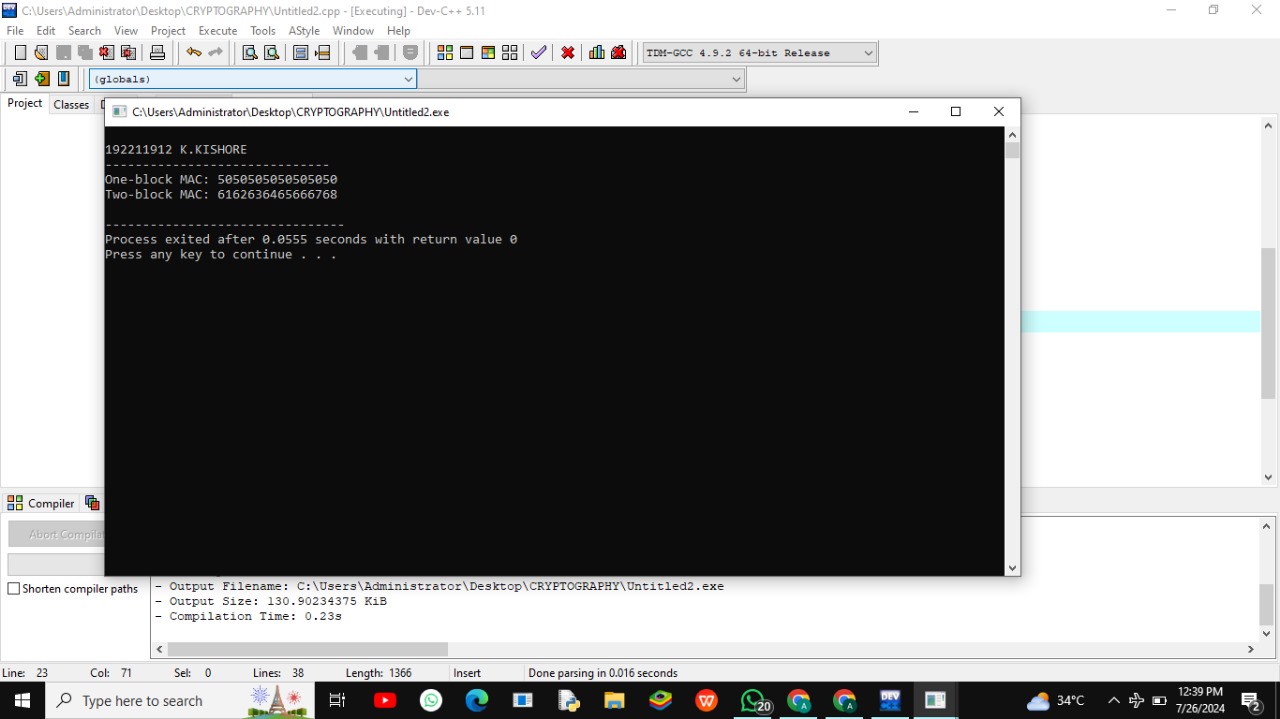 C:\Users\Administrator\Desktop\CRYPTOGRAPHY\Untitled2.cpp - [Executing] - Dev-C++ 5.11
File Edit Search View Project Execute Tools AStyle Window Help
TDM-GCC 4.9.2 64-bit Release
(globals)
Project Classes
C:\Users\Administrator\Desktop\CRYPTOGRAPHY\Untitled2.exe
192211912 K.KISHORE
------------------------------
One-block MAC: 5050505050505050
Two-block MAC: 6162636465666768
--------------------------------
Process exited after 0.0555 seconds with return value 0
Press any key to continue . . .
Compiler
Abort Compila
Shorten compiler paths
- Output Filename: C:\Users\Administrator\Desktop\CRYPTOGRAPHY\Untitled2.exe
- Output Size: 130.90234375 KiB
- Compilation Time: 0.23s
Line: 23 Col: 71 Sel: 0 Lines: 38 Length: 1366 Insert Done parsing in 0.016 seconds
Type here to search
20
DEV
34°C
12:39 PM
7/26/2024
2